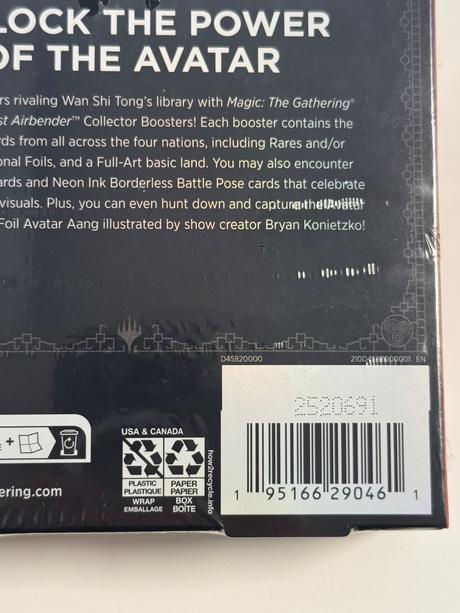 LOCK THE POWER
OF THE AVATAR
rs rivaling Wan Shi Tong's library with Magic: The Gathering®
st Airbender™ Collector Boosters! Each booster contains the
rds from all across the four nations, including Rares and/or
onal Foils, and a Full-Art basic land. You may also encounter
ards and Neon Ink Borderless Battle Pose cards that celebrate
visuals. Plus, you can even hunt down and capture the Avatar
Foil Avatar Aang illustrated by show creator Bryan Konietzko!
D45820000 EN
2520691
1 95166 29046 1
+
USA & CANADA
PLASTIC PAPER
PLASTIQUE PAPIER
WRAP BOX
EMBALLAGE BOÎTE
how2recycle.info
ering.com